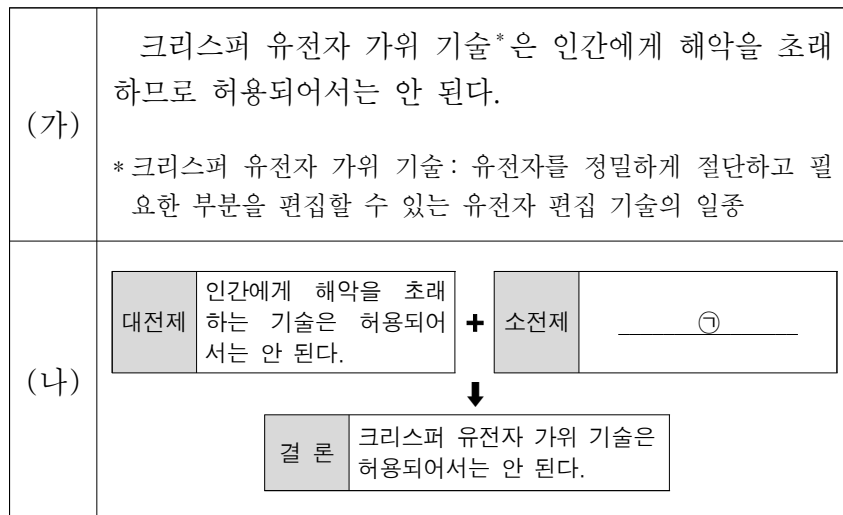 (가)
크리스퍼 유전자 가위 기술*은 인간에게 해악을 초래
하므로 허용되어서는 안 된다.
* 크리스퍼 유전자 가위 기술 : 유전자를 정밀하게 절단하고 필
요한 부분을 편집할 수 있는 유전자 편집 기술의 일종
(나)
대전제
인간에게 해악을 초래
하는 기술은 허용되어
서는 안 된다.
+
소전제
㉠
결 론
크리스퍼 유전자 가위 기술은
허용되어서는 안 된다.